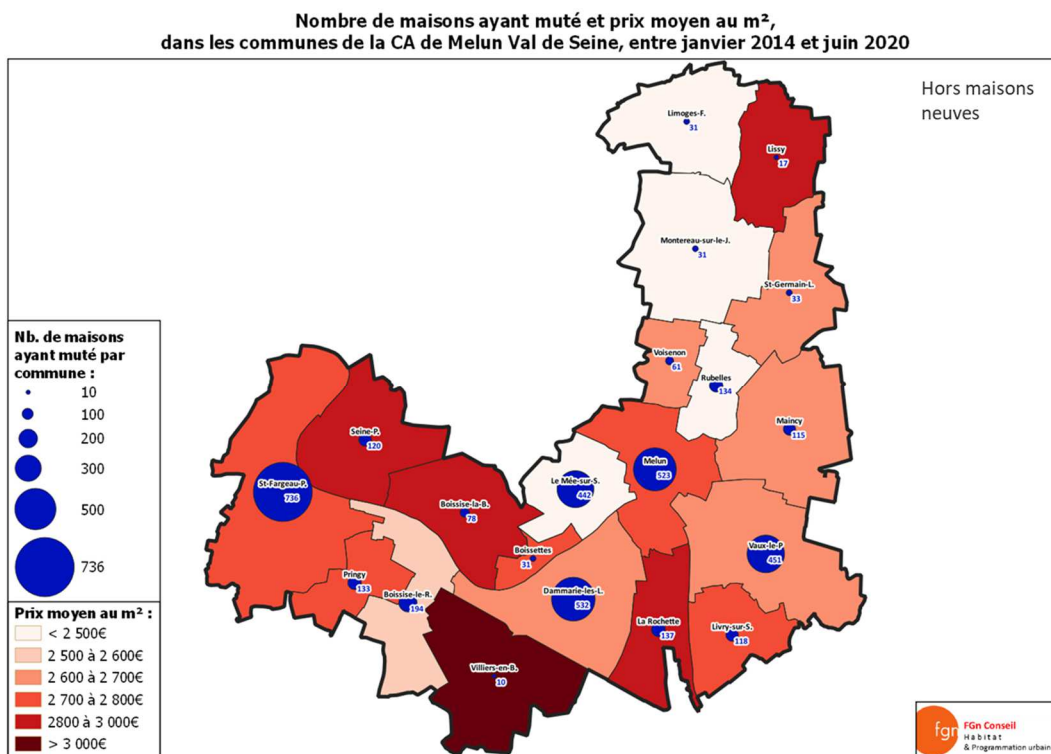 Nombre de maisons ayant muté et prix moyen au m²,
dans les communes de la CA de Melun Val de Seine, entre janvier 2014 et juin 2020
Hors maisons
neuves
Limoges-F.
31
Lissy
17
Montereau-sur-le-J.
31
St-Germain-L.
33
Voisenon
61
Rubelles
134
Maincy
115
Seine-P.
120
St-Fargeau-P.
736
Melun
523
Le Mée-sur-S.
442
Boissise-la-B.
78
Boissettes
31
Vaux-le-P
451
Pringy
133
Boissise-le-R.
194
Dammarie-les-L.
532
La Rochette
137
Livry-sur-S.
118
Villiers-en-B.
10
Nb. de maisons
ayant muté par
commune :
10
100
200
300
500
736
Prix moyen au m² :
< 2 500€
2 500 à 2 600€
2 600 à 2 700€
2 700 à 2 800€
2800 à 3 000€
> 3 000€
fgn
FGn Conseil
Habitat
& Programmation urbain